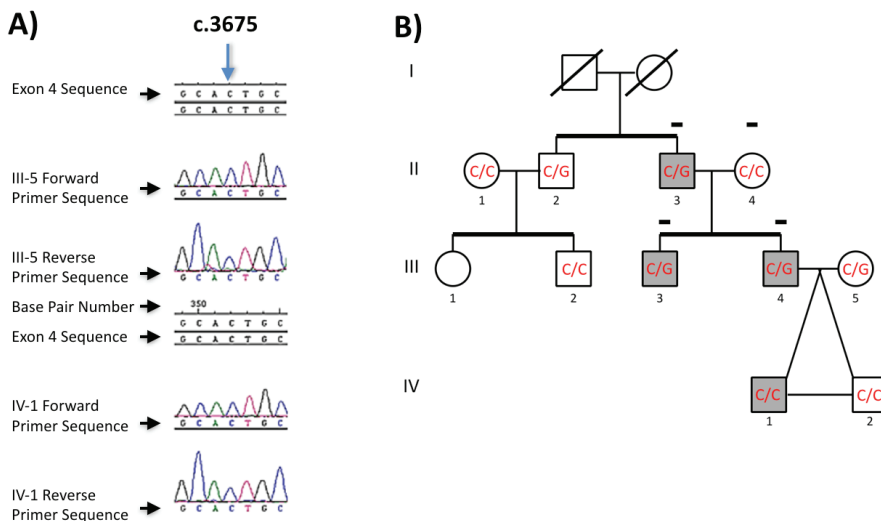 A)
c.3675
Exon 4 Sequence
G C A C T G C
G C A C T G C
III-5 Forward
Primer Sequence
G C A C T G C
III-5 Reverse
Primer Sequence
G C A C T G C
Base Pair Number
350
G C A C T G C
Exon 4 Sequence
G C A C T G C
IV-1 Forward
Primer Sequence
G C A C T G C
IV-1 Reverse
Primer Sequence
G C A C T G C
B)
I
II
C/C C/G C/G C/C
1 2 3 4
III
C/C C/G C/G C/G
1 2 3 4 5
IV
C/C C/C
1 2